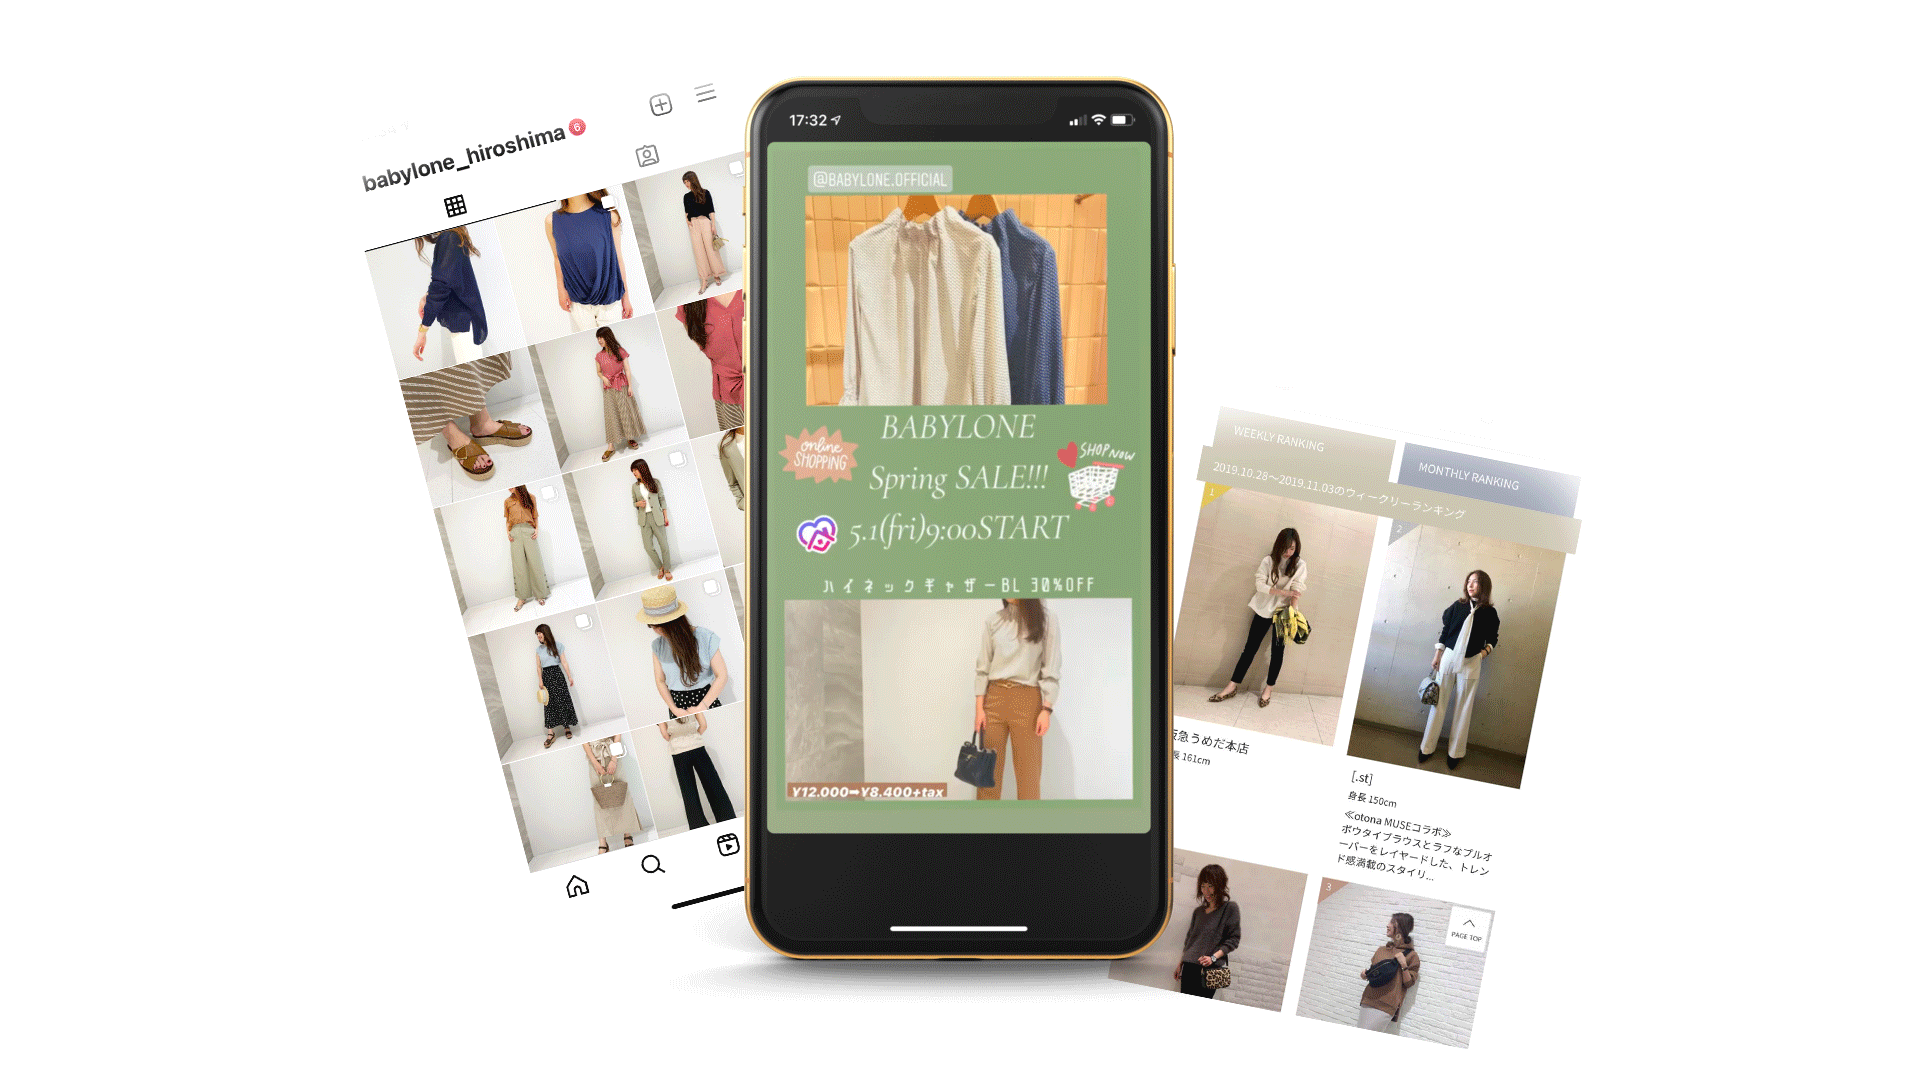 babylone_hiroshima
6
17:32
@BABYLONE.OFFICIAL
BABYLONE
online
SHOPPING
SHOP NOW
Spring SALE!!!
5.1(fri)9:00START
ハイネックギャザーBL 30%OFF
¥12.000➡¥8.400+tax
WEEKLY RANKING
MONTHLY RANKING
2019.10.28〜2019.11.03のウィークリーランキング
1
2
急うめだ本店
長 161cm
[.st]
身長 150cm
≪otona MUSEコラボ≫
ボウタイブラウスとラフなプルオ
ーバーをレイヤードした、トレン
ド感満載のスタイリ...
3
PAGE TOP